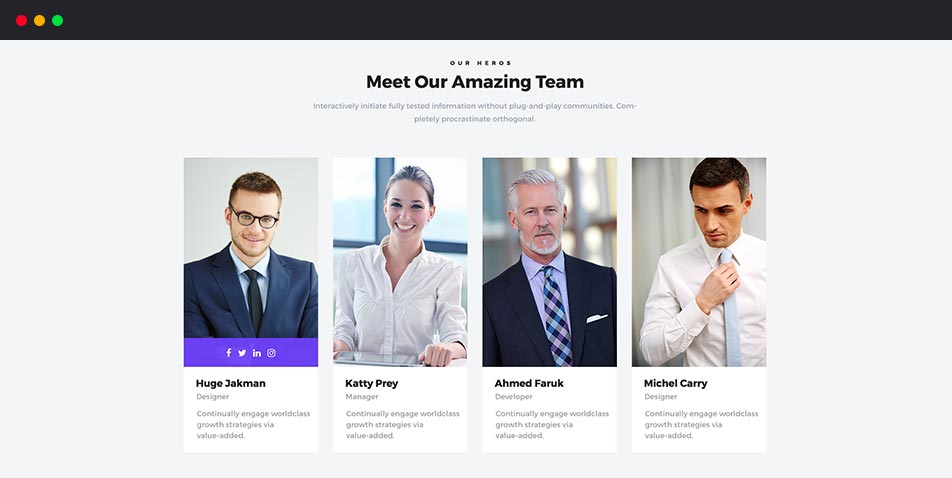 OUR HEROS
Meet Our Amazing Team
Interactively initiate fully tested information without plug-and-play communities. Com-
pletely procrastinate orthogonal.
Huge Jakman
Designer
Continually engage worldclass
growth strategies via
value-added.
Katty Prey
Manager
Continually engage worldclass
growth strategies via
value-added.
Ahmed Faruk
Developer
Continually engage worldclass
growth strategies via
value-added.
Michel Carry
Designer
Continually engage worldclass
growth strategies via
value-added.